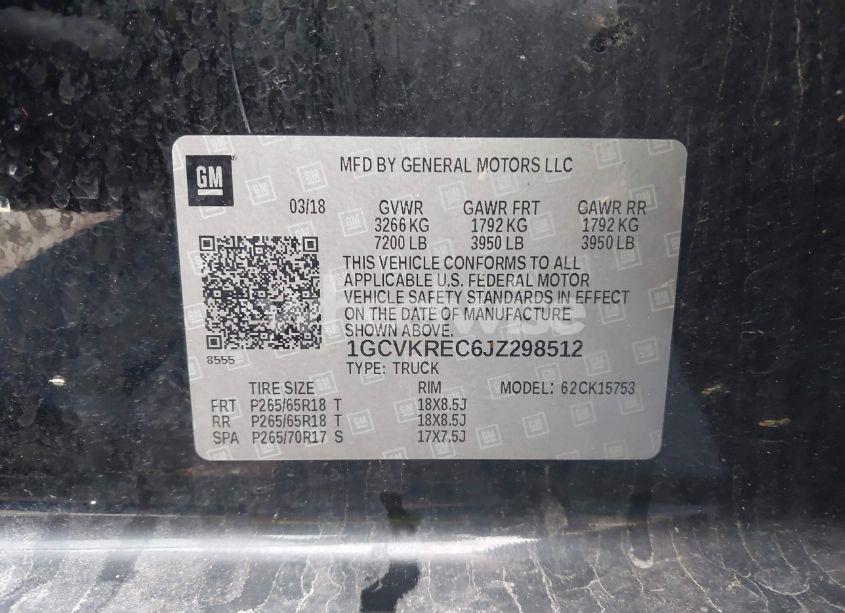 GM
MFD BY GENERAL MOTORS LLC
03/18 GVWR GAWR FRT GAWR RR
3266 KG 1792 KG 1792 KG
7200 LB 3950 LB 3950 LB
THIS VEHICLE CONFORMS TO ALL
APPLICABLE U.S. FEDERAL MOTOR
VEHICLE SAFETY STANDARDS IN EFFECT
ON THE DATE OF MANUFACTURE
SHOWN ABOVE.
8555
1GCVKREC6JZ298512
TYPE: TRUCK
TIRE SIZE RIM MODEL: 62CK15753
FRT P265/65R18 T 18X8.5J
RR P265/65R18 T 18X8.5J
SPA P265/70R17 S 17X7.5J